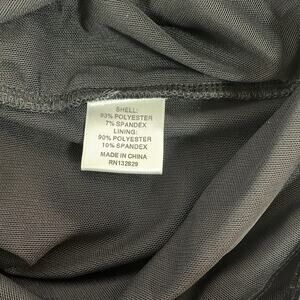 SHELL:
93% POLYESTER
7% SPANDEX
LINING:
90% POLYESTER
10% SPANDEX
MADE IN CHINA
RN132829